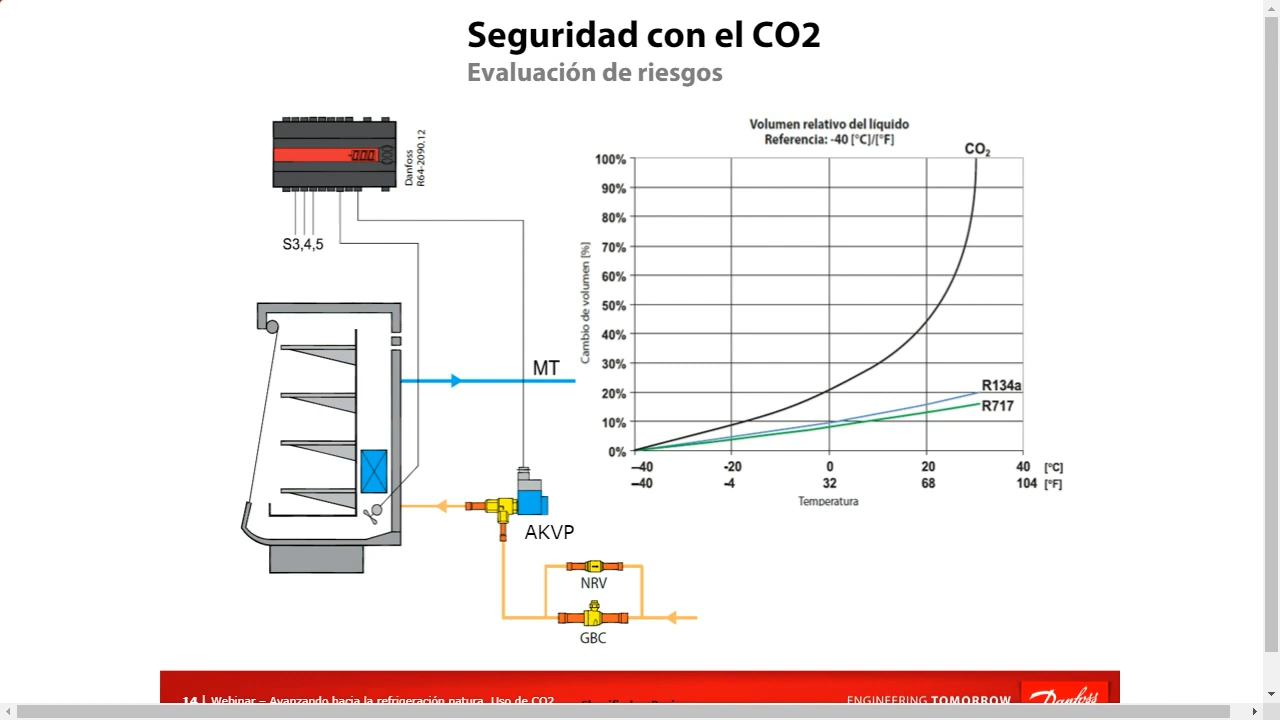 Seguridad con el CO2
Evaluación de riesgos
Danfoss
R64-2090.12
S3,4,5
MT
AKVP
NRV
GBC
Volumen relativo del líquido
Referencia: -40 [°C]/[°F]
CO2
100%
90%
80%
70%
60%
50%
40%
30%
20%
10%
0%
Cambio de volumen [%]
R134a
R717
–40 -20 0 20 40 [°C]
–40 -4 32 68 104 [°F]
Temperatura
14 | Webinar – Avanzando hacia la refrigeración natura. Uso de CO2
ENGINEERING TOMORROW
Danfoss